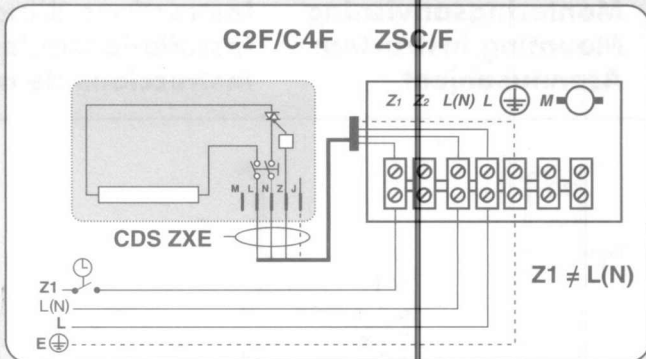 C2F/C4F ZSC/F
Z1 Z2 L(N) L M
M L N Z J
CDS ZXE
Z1 ≠ L(N)
Z1
L(N)
L
E